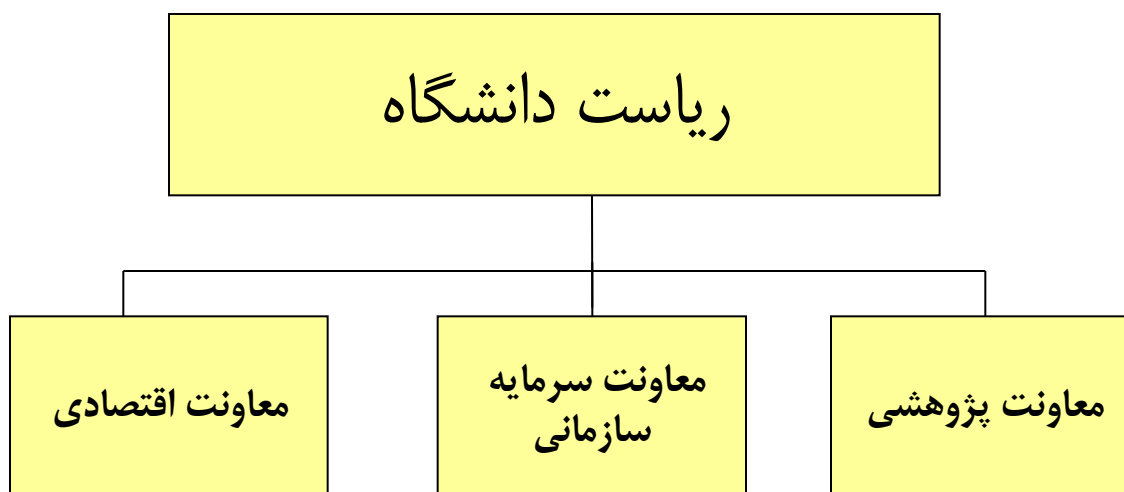 ریاست دانشگاه
معاونت پژوهشی
معاونت سرمایه
سازمانی
معاونت اقتصادی